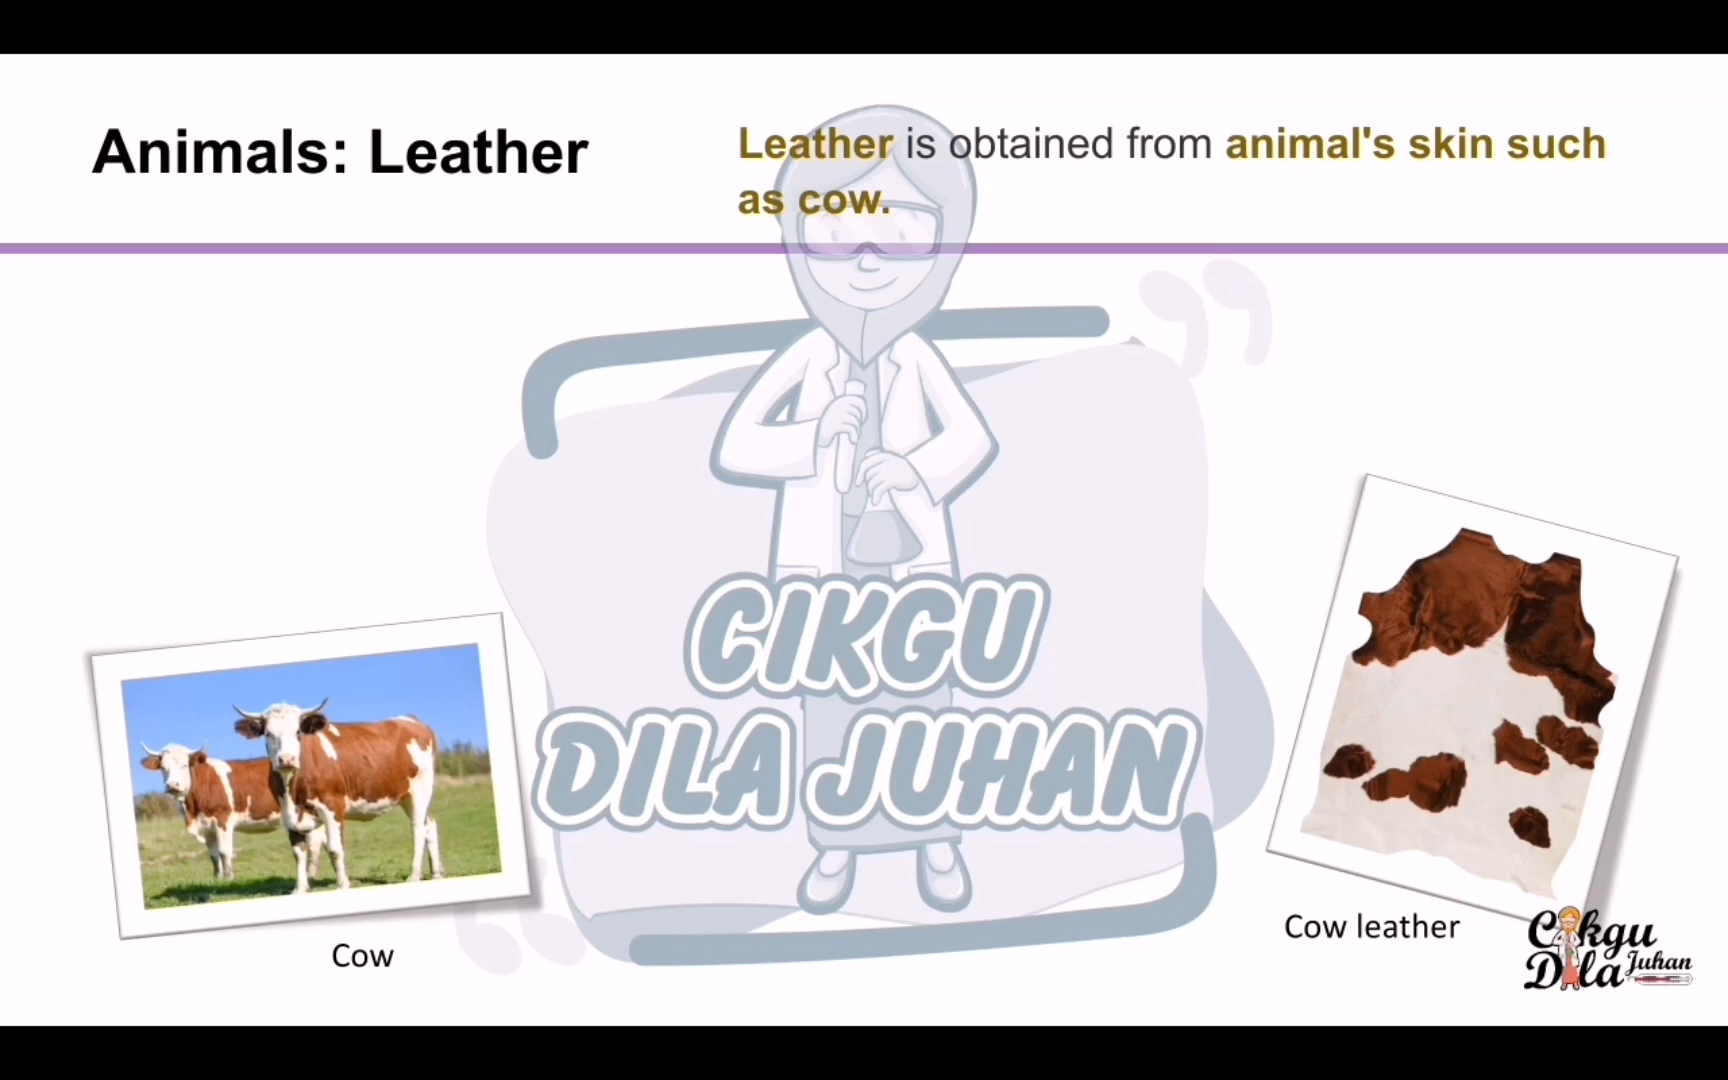 Animals: Leather
Leather is obtained from animal's skin such
as cow.
CIKGU
DILA JUHAN
Cow
Cow leather
Cikgu
Dila Juhan